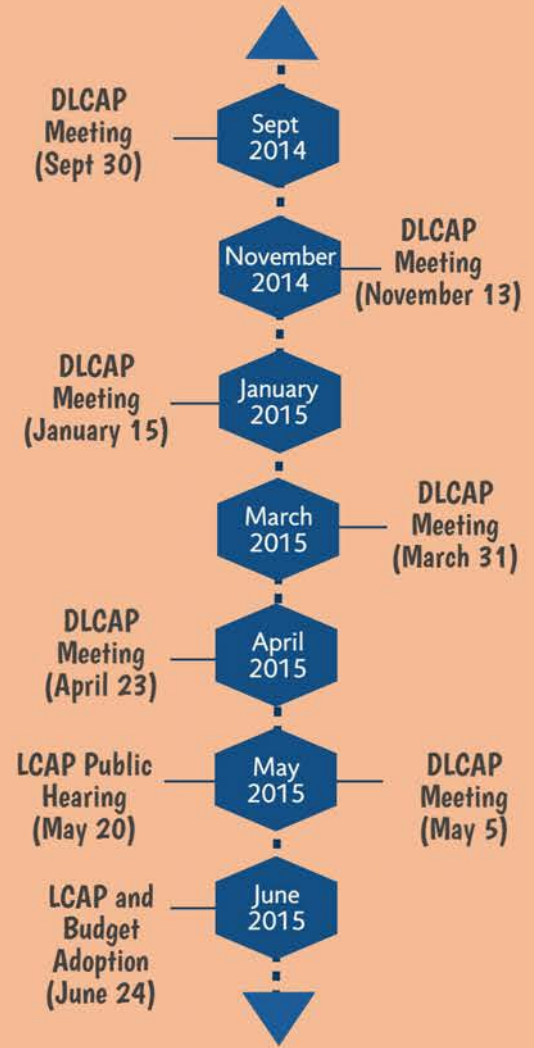 DLCAP
Meeting
(Sept 30)
Sept
2014
November
2014
DLCAP
Meeting
(November 13)
DLCAP
Meeting
(January 15)
January
2015
March
2015
DLCAP
Meeting
(March 31)
DLCAP
Meeting
(April 23)
April
2015
LCAP Public
Hearing
(May 20)
May
2015
DLCAP
Meeting
(May 5)
LCAP and
Budget
Adoption
(June 24)
June
2015